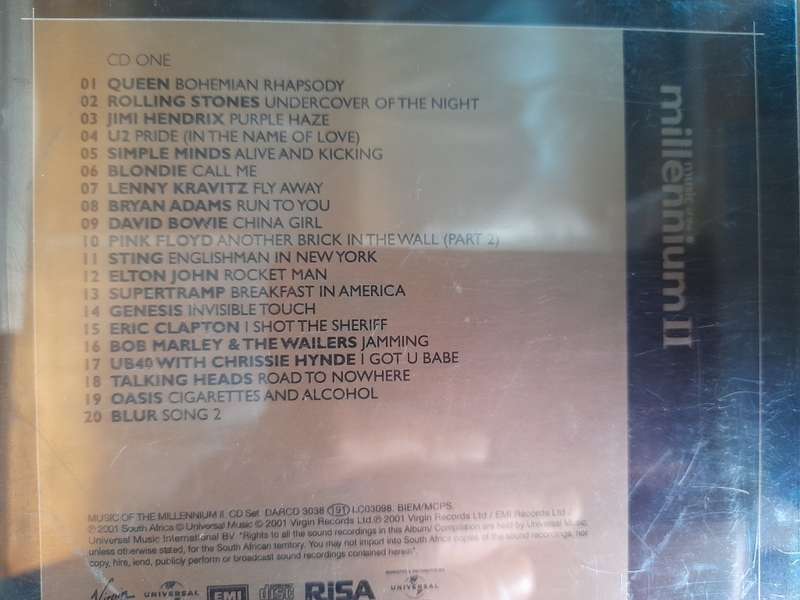 CD ONE
01 QUEEN BOHEMIAN RHAPSODY
02 ROLLING STONES UNDERCOVER OF THE NIGHT
03 JIMI HENDRIX PURPLE HAZE
04 U2 PRIDE (IN THE NAME OF LOVE)
05 SIMPLE MINDS ALIVE AND KICKING
06 BLONDIE CALL ME
07 LENNY KRAVITZ FLY AWAY
08 BRYAN ADAMS RUN TO YOU
09 DAVID BOWIE CHINA GIRL
10 PINK FLOYD ANOTHER BRICK IN THE WALL (PART 2)
11 STING ENGLISHMAN IN NEW YORK
12 ELTON JOHN ROCKET MAN
13 SUPERTRAMP BREAKFAST IN AMERICA
14 GENESIS INVISIBLE TOUCH
15 ERIC CLAPTON I SHOT THE SHERIFF
16 BOB MARLEY & THE WAILERS JAMMING
17 UB40 WITH CHRISSIE HYNDE I GOT U BABE
18 TALKING HEADS ROAD TO NOWHERE
19 OASIS CIGARETTES AND ALCOHOL
20 BLUR SONG 2
music of the
millennium II
MUSIC OF THE MILLENNIUM II. CD Set. DARCD 3038 (191) LC03098. BIEM/MCPS.
℗ 2001 South Africa © Universal Music © 2001 Virgin Records Ltd ℗ 2001 Virgin Records Ltd / EMI Records Ltd
Universal Music International BV. "Rights to all the sound recordings in this Album/ Compilation are held by Universal Music,
unless otherwise stated, for the South African territory. You may not import into South Africa copies of the sound recordings, nor
copy, hire, lend, publicly perform or broadcast sound recordings contained herein".
Virgin UNIVERSAL EMI disc RISA UNIVERSAL